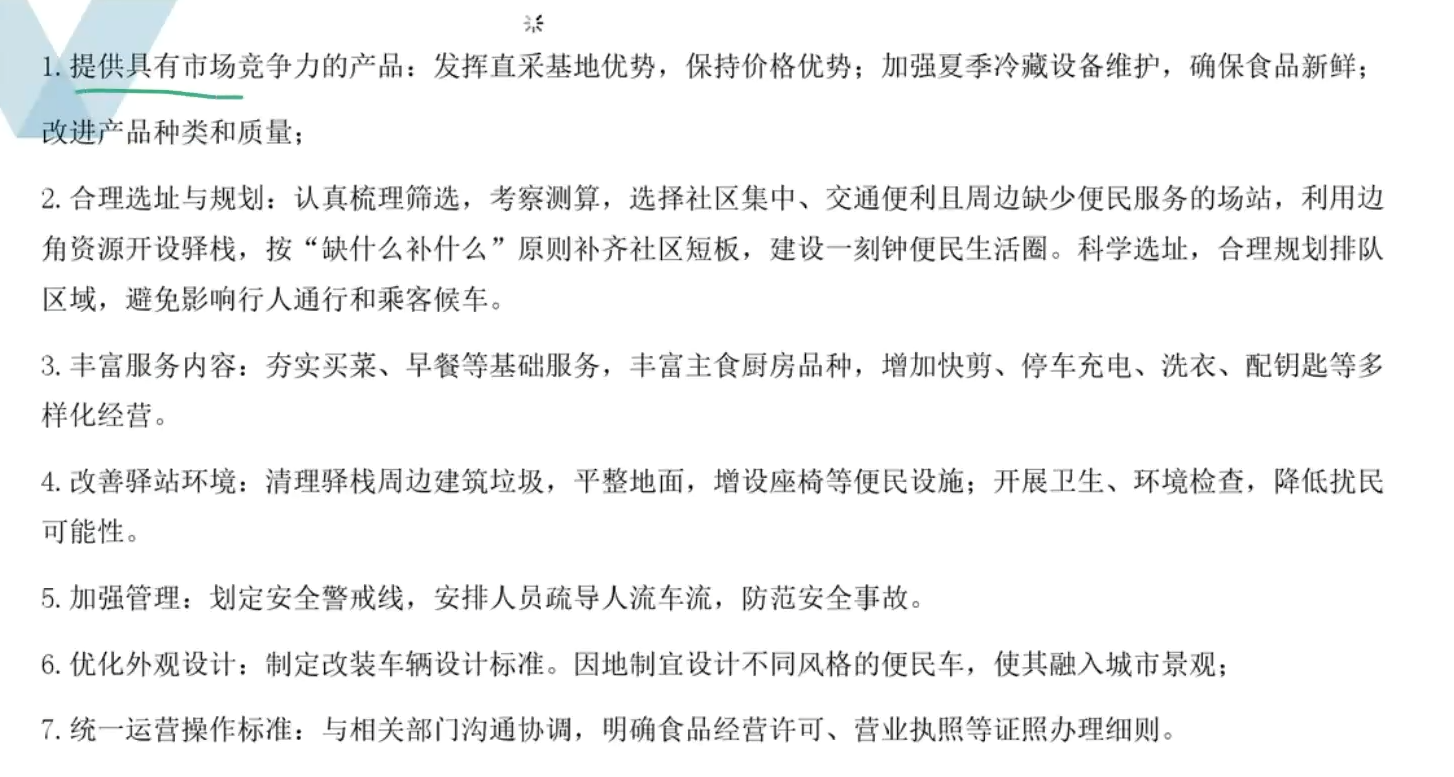 1. 提供具有市场竞争力的产品：发挥直采基地优势，保持价格优势；加强夏季冷藏设备维护，确保食品新鲜；
改进产品种类和质量；
2. 合理选址与规划：认真梳理筛选，考察测算，选择社区集中、交通便利且周边缺少便民服务的场站，利用边
角资源开设驿栈，按“缺什么补什么”原则补齐社区短板，建设一刻钟便民生活圈。科学选址，合理规划排队
区域，避免影响行人通行和乘客候车。
3. 丰富服务内容：夯实买菜、早餐等基础服务，丰富主食厨房品种，增加快剪、停车充电、洗衣、配钥匙等多
样化经营。
4. 改善驿站环境：清理驿栈周边建筑垃圾，平整地面，增设座椅等便民设施；开展卫生、环境检查，降低扰民
可能性。
5. 加强管理：划定安全警戒线，安排人员疏导人流车流，防范安全事故。
6. 优化外观设计：制定改装车辆设计标准。因地制宜设计不同风格的便民车，使其融入城市景观；
7. 统一运营操作标准：与相关部门沟通协调，明确食品经营许可、营业执照等证照办理细则。